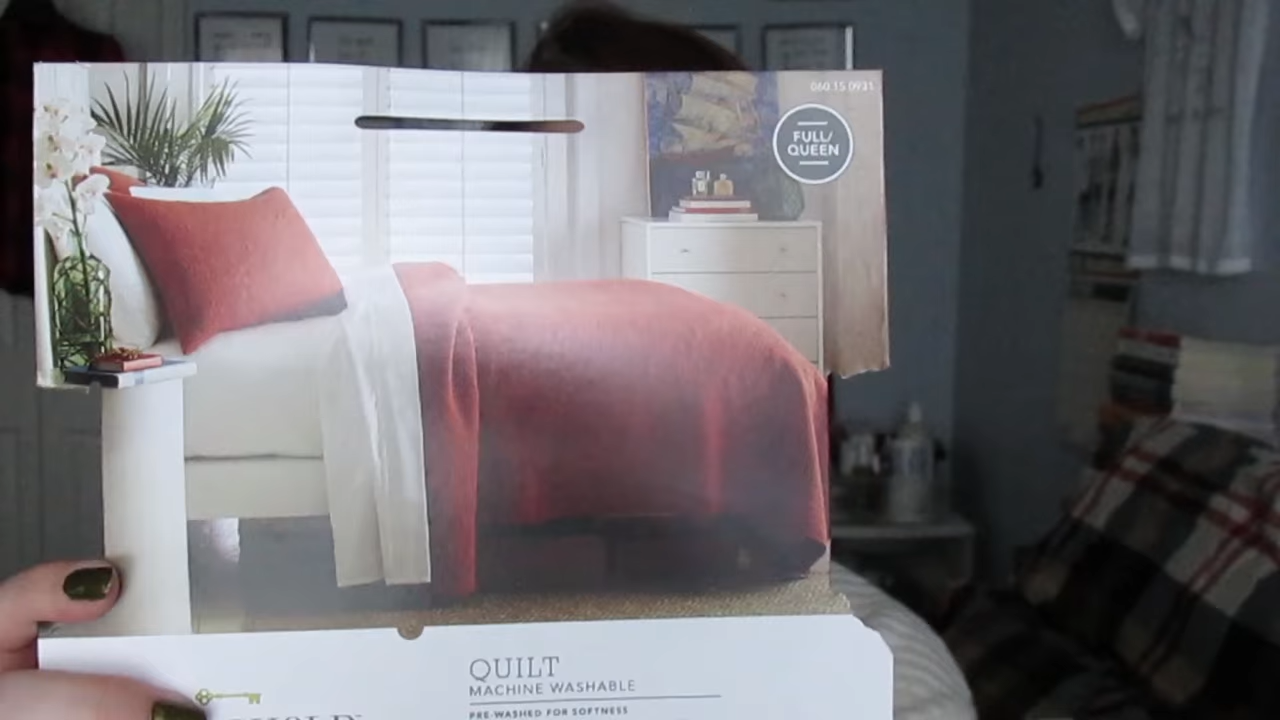 060 15 0931
FULL/
QUEEN
QUILT
MACHINE WASHABLE
PRE-WASHED FOR SOFTNESS